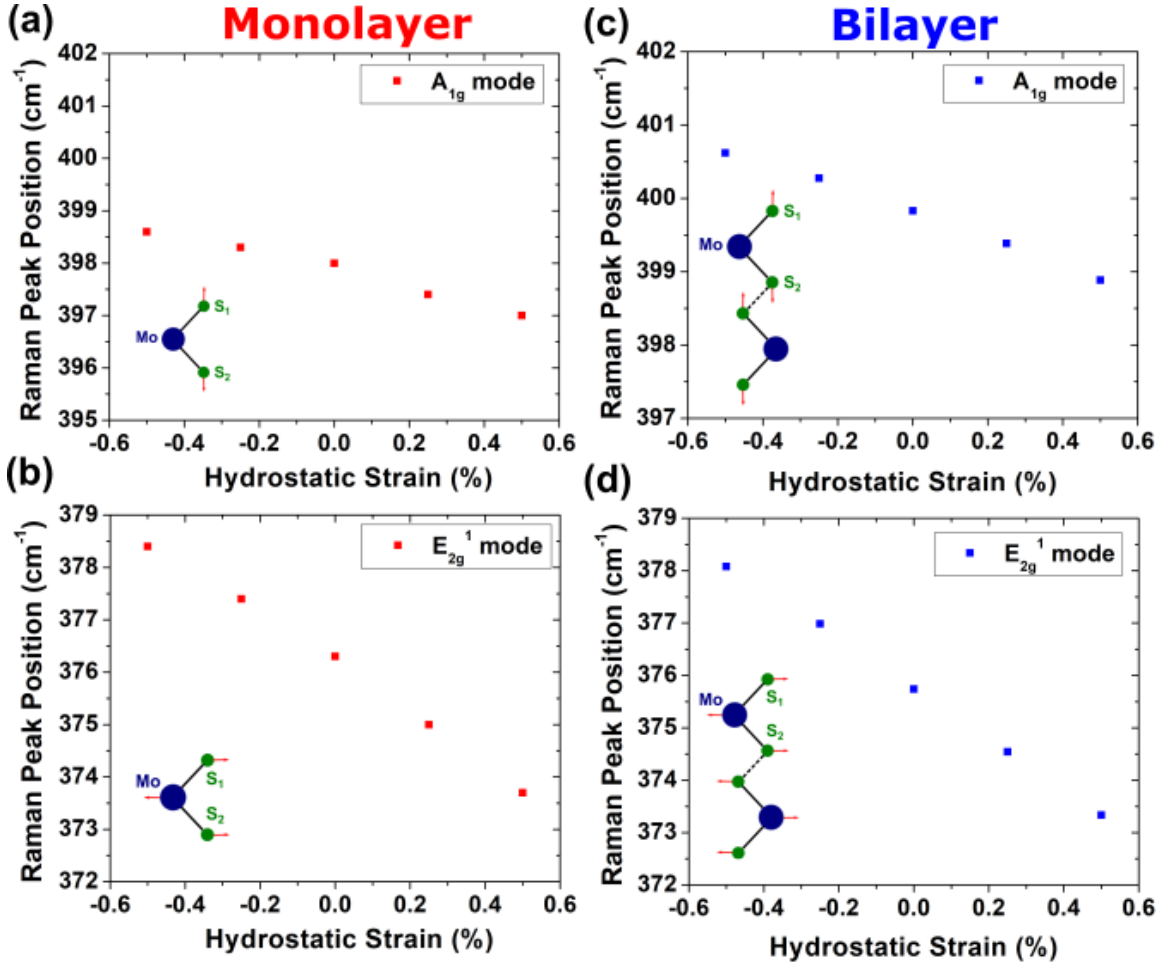 (a) Monolayer
402
401
400
399
398
397
396
395
Raman Peak Position (cm⁻¹)
A₁g mode
S₁
Mo
S₂
-0.6 -0.4 -0.2 0.0 0.2 0.4 0.6
Hydrostatic Strain (%)
(c) Bilayer
402
401
400
399
398
397
Raman Peak Position (cm⁻¹)
A₁g mode
S₁
Mo
S₂
-0.6 -0.4 -0.2 0.0 0.2 0.4 0.6
Hydrostatic Strain (%)
(b)
379
378
377
376
375
374
373
372
Raman Peak Position (cm⁻¹)
E₂g¹ mode
Mo
S₁
S₂
-0.6 -0.4 -0.2 0.0 0.2 0.4 0.6
Hydrostatic Strain (%)
(d)
379
378
377
376
375
374
373
372
Raman Peak Position (cm⁻¹)
E₂g¹ mode
Mo
S₁
S₂
-0.6 -0.4 -0.2 0.0 0.2 0.4 0.6
Hydrostatic Strain (%)